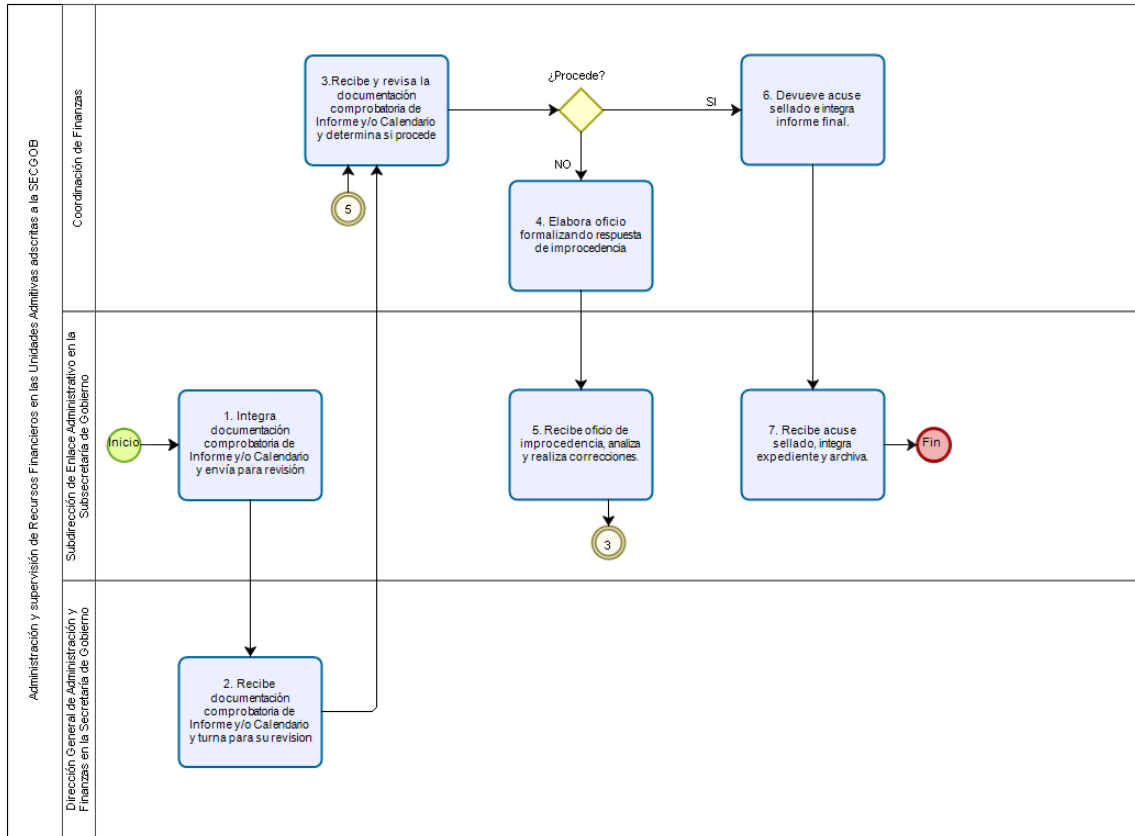 Administración y supervisión de Recursos Financieros en las Unidades Admitivas adscritas a la SECGOB
Coordinación de Finanzas
3.Recibe y revisa la
documentación
comprobatoria de
Informe y/o Calendario
y determina si procede
¿Procede?
SI
6. Devueve acuse
sellado e integra
informe final.
NO
5
4. Elabora oficio
formalizando respuesta
de improcedencia
Subdirección de Enlace Administrativo en la
Subsecretaría de Gobierno
Inicio
1. Integra
documentación
comprobatoria de
Informe y/o Calendario
y envía para revisión
5. Recibe oficio de
improcedencia, analiza
y realiza correcciones.
7. Recibe acuse
sellado, integra
expediente y archiva.
Fin
3
Dirección General de Administración y
Finanzas en la Secretaría de Gobierno
2. Recibe
documentación
comprobatoria de
Informe y/o Calendario
y turna para su revision